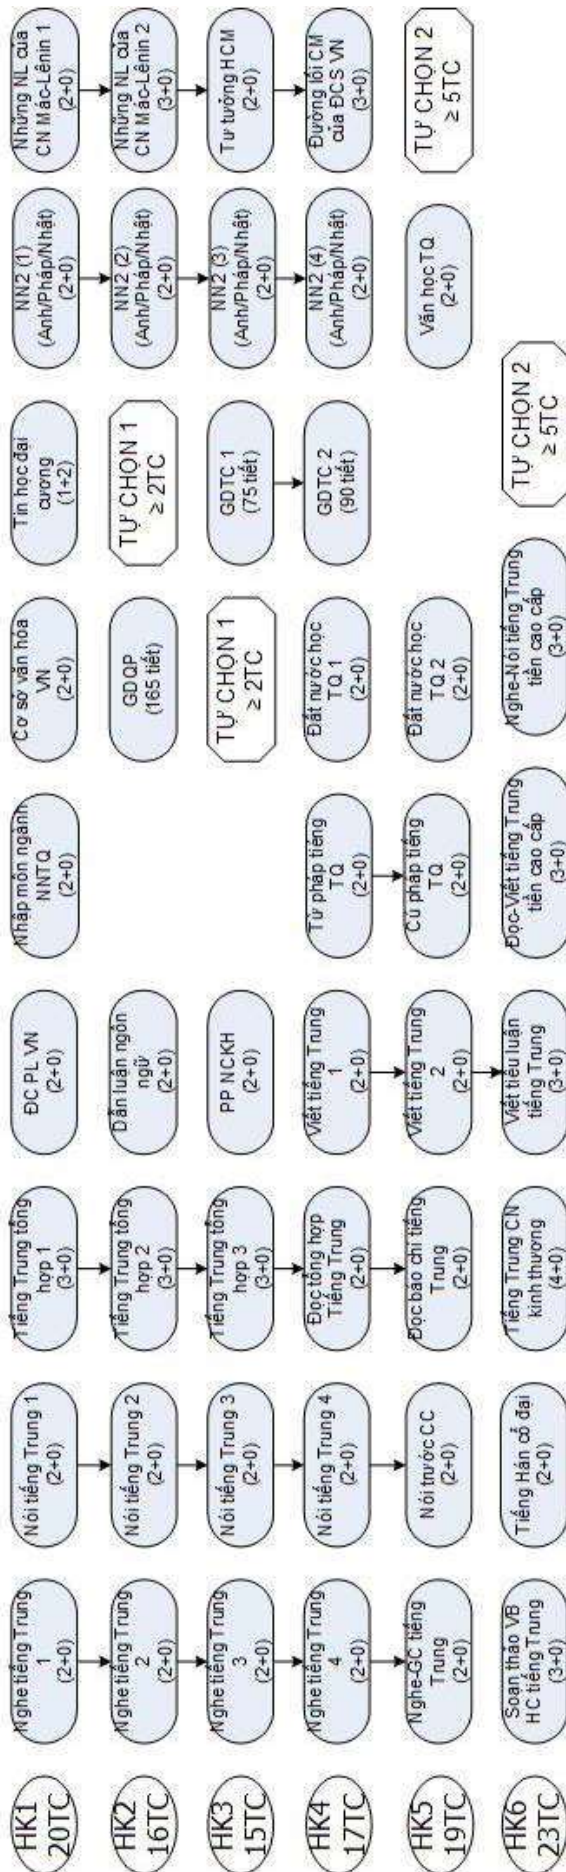 HK1
20TC
Nghe tiếng Trung
1
(2+0)
Nói tiếng Trung 1
(2+0)
Tiếng Trung tổng
hợp 1
(3+0)
ĐC PL VN
(2+0)
Nhập môn ngành
NNTQ
(2+0)
Cơ sở văn hóa
VN
(2+0)
Tin học đại
cương
(1+2)
NN2 (1)
(Anh/Pháp/Nhật)
(2+0)
Những NL của
CN Mác-Lênin 1
(2+0)
HK2
16TC
Nghe tiếng Trung
2
(2+0)
Nói tiếng Trung 2
(2+0)
Tiếng Trung tổng
hợp 2
(3+0)
Dẫn luận ngôn
ngữ
(2+0)
GDQP
(165 tiết)
TỰ CHỌN 1
≥ 2TC
NN2 (2)
(Anh/Pháp/Nhật)
(2+0)
Những NL của
CN Mác-Lênin 2
(3+0)
HK3
15TC
Nghe tiếng Trung
3
(2+0)
Nói tiếng Trung 3
(2+0)
Tiếng Trung tổng
hợp 3
(3+0)
PP NCKH
(2+0)
TỰ CHỌN 1
≥ 2TC
GDTC 1
(75 tiết)
NN2 (3)
(Anh/Pháp/Nhật)
(2+0)
Tư tưởng HCM
(2+0)
HK4
17TC
Nghe tiếng Trung
4
(2+0)
Nói tiếng Trung 4
(2+0)
Đọc tổng hợp
Tiếng Trung
(2+0)
Viết tiếng Trung
1
(2+0)
Từ pháp tiếng
TQ
(2+0)
Đất nước học
TQ 1
(2+0)
GDTC 2
(90 tiết)
NN2 (4)
(Anh/Pháp/Nhật)
(2+0)
Đường lối CM
của ĐCS VN
(3+0)
HK5
19TC
Nghe-GC tiếng
Trung
(2+0)
Nói trước CC
(2+0)
Đọc báo chí tiếng
Trung
(2+0)
Viết tiếng Trung
2
(2+0)
Cú pháp tiếng
TQ
(2+0)
Đất nước học
TQ 2
(2+0)
Văn học TQ
(2+0)
TỰ CHỌN 2
≥ 5TC
HK6
23TC
Soạn thảo VB
HC tiếng Trung
(3+0)
Tiếng Hán cổ đại
(2+0)
Tiếng Trung CN
kinh thương
(4+0)
Viết tiểu luận
tiếng Trung
(3+0)
Đọc-Viết tiếng Trung
tiền cao cấp
(3+0)
Nghe-Nói tiếng Trung
tiền cao cấp
(3+0)
TỰ CHỌN 2
≥ 5TC